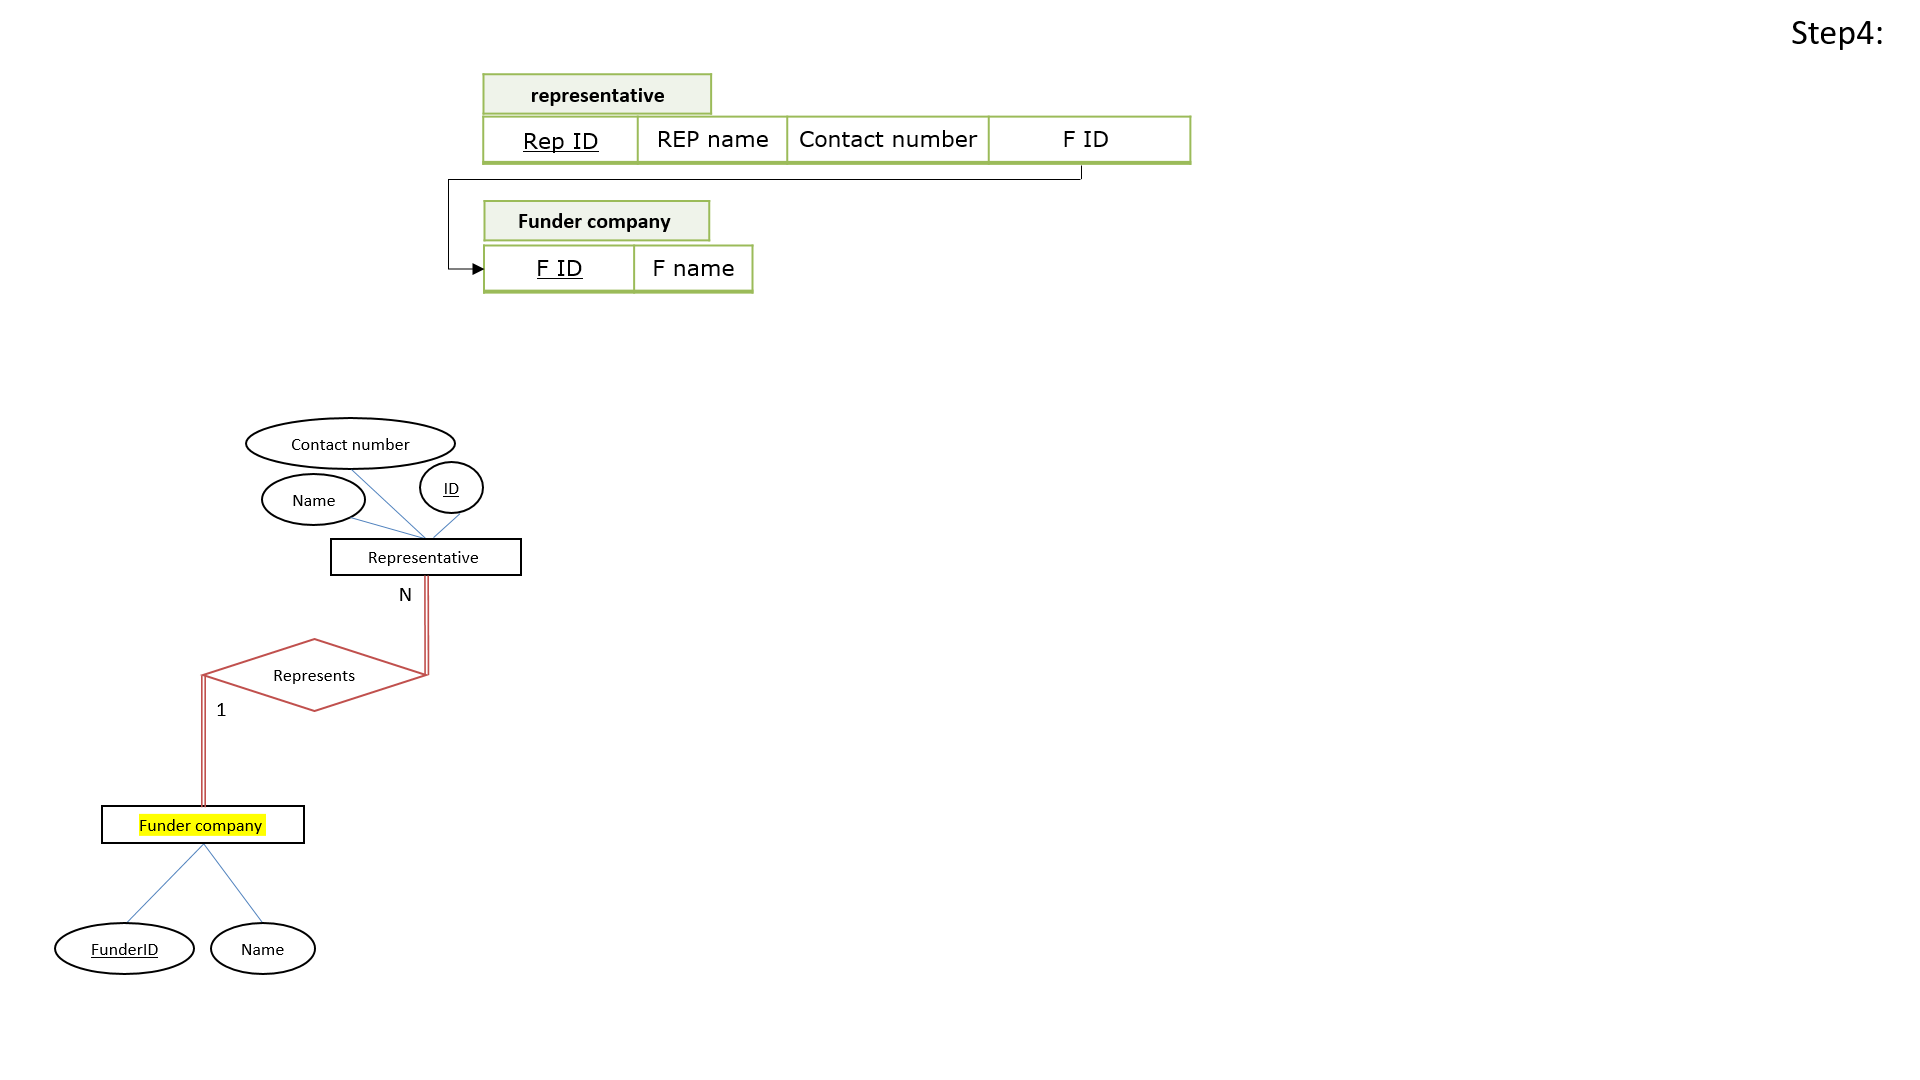 Step4:
representative
Rep ID REP name Contact number F ID
Funder company
F ID F name
Contact number
ID
Name
Representative
N
Represents
1
Funder company
FunderID Name